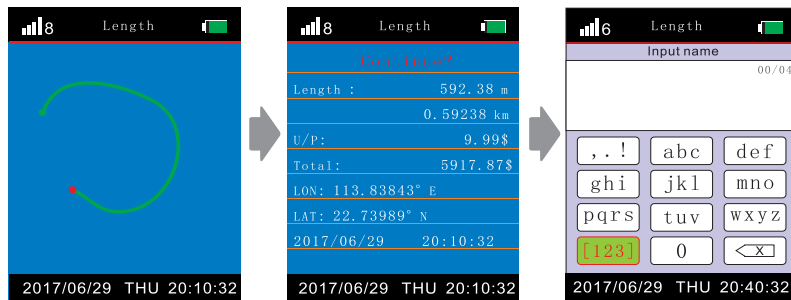 8 Length
2017/06/29 THU 20:10:32
8 Length
Continue?
Length : 592.38 m
0.59238 km
U/P: 9.99$
Total: 5917.87$
LON: 113.83843° E
LAT: 22.73989° N
2017/06/29 20:10:32
2017/06/29 THU 20:10:32
6 Length
Input name
00/04
,.! abc def
ghi jkl mno
pqrs tuv wxyz
[123] 0 X
2017/06/29 THU 20:40:32